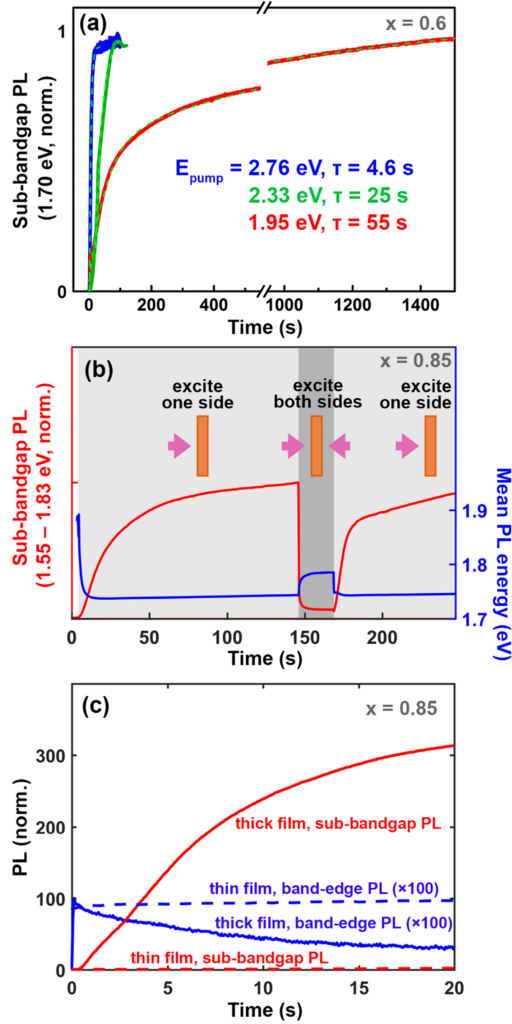 (a)
x = 0.6
1
0
Sub-bandgap PL
(1.70 eV, norm.)
E_pump = 2.76 eV, τ = 4.6 s
2.33 eV, τ = 25 s
1.95 eV, τ = 55 s
0 200 400 1000 1200 1400
Time (s)
(b)
x = 0.85
excite
one side
excite
both sides
excite
one side
Sub-bandgap PL
(1.55 – 1.83 eV, norm.)
1.9
1.8
1.7
Mean PL energy (eV)
0 50 100 150 200
Time (s)
(c)
x = 0.85
PL (norm.)
300
200
100
0
thick film, sub-bandgap PL
thin film, band-edge PL (×100)
thick film, band-edge PL (×100)
thin film, sub-bandgap PL
0 5 10 15 20
Time (s)